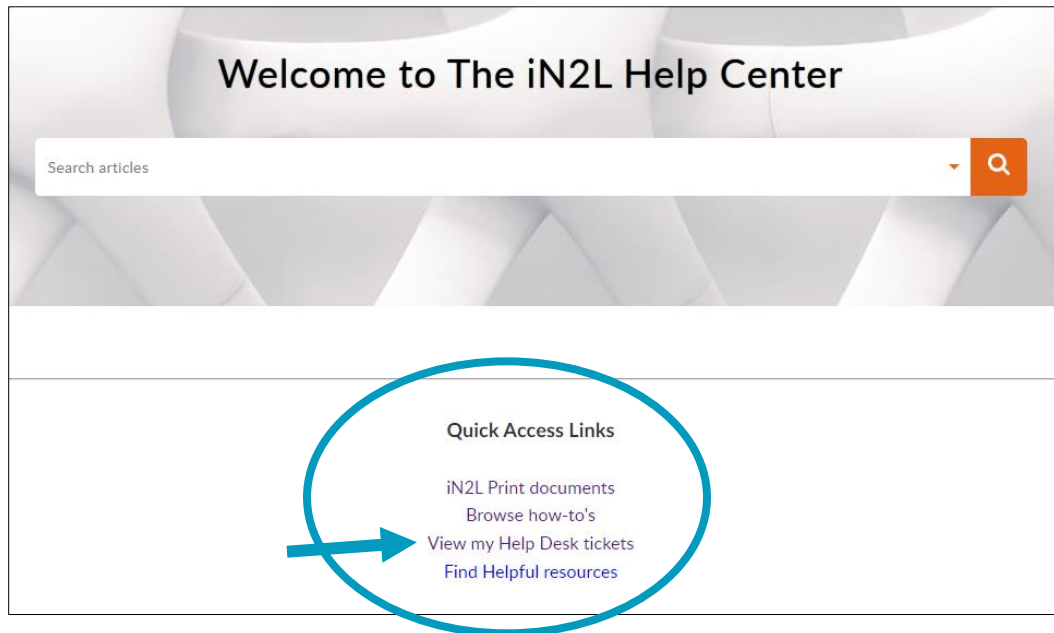 Welcome to The iN2L Help Center
Search articles
Quick Access Links
iN2L Print documents
Browse how-to's
View my Help Desk tickets
Find Helpful resources